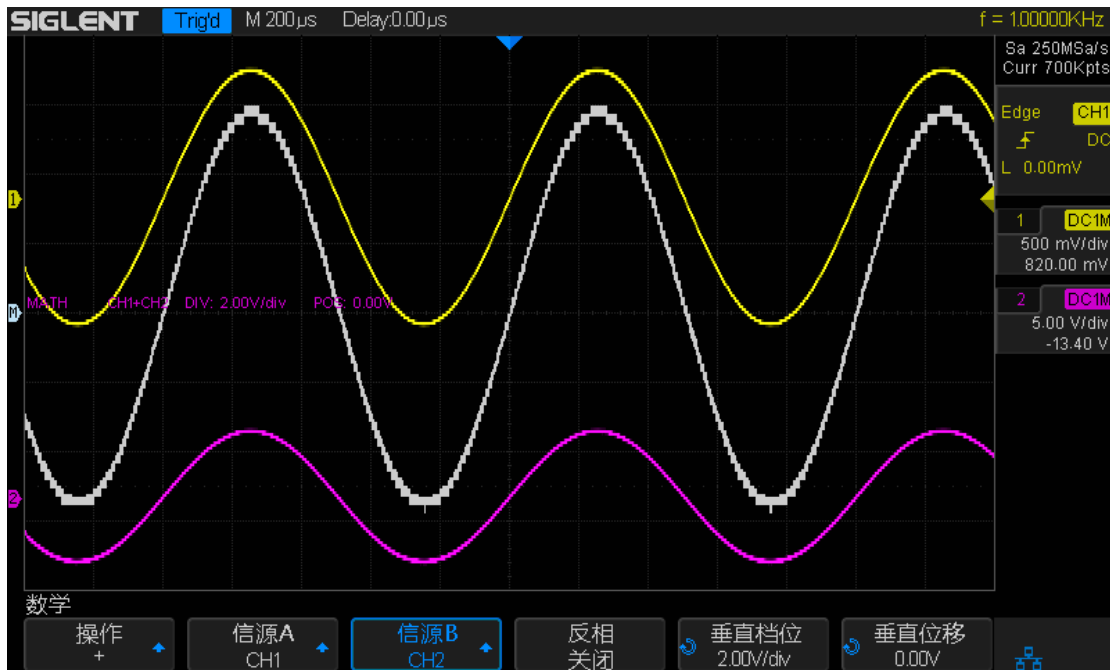 SIGLENT Trig'd M 200μs Delay:0.00μs f = 1.00000KHz
Sa 250MSa/s
Curr 700Kpts
Edge CH1
DC
L 0.00mV
1 DC1M
500 mV/div
820.00 mV
2 DC1M
5.00 V/div
-13.40 V
1
MATH CH1+CH2 DIV: 2.00V/div POS: 0.00V
M
2
数学
操作 信源A 信源B 反相 垂直档位 垂直位移
+ CH1 CH2 关闭 2.00V/div 0.00V